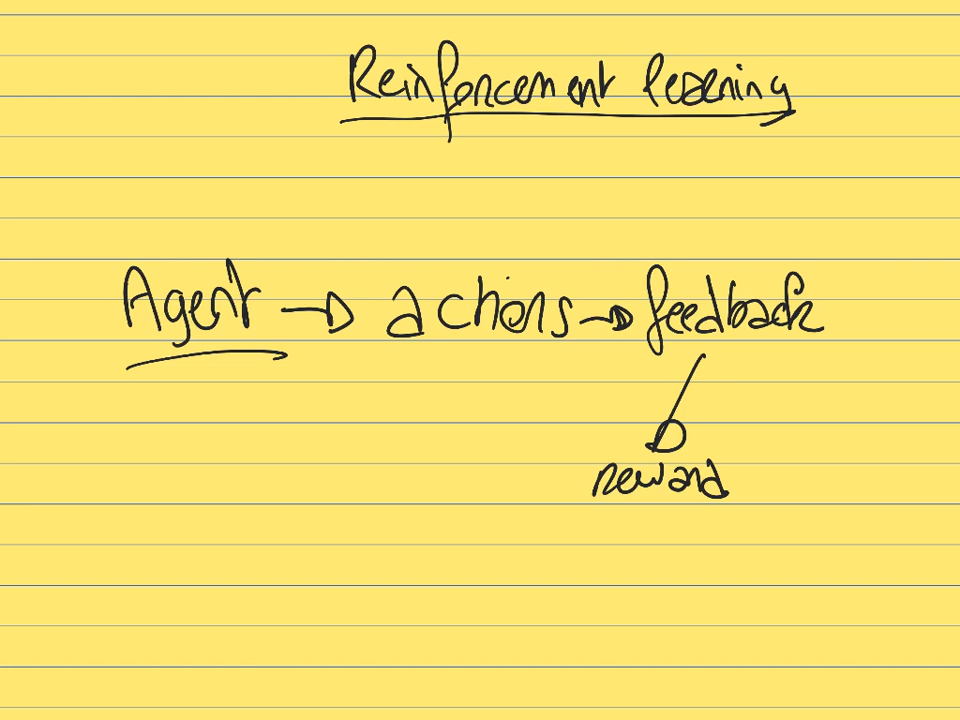 Reinforcement learning
Agent → actions → feedback
reward